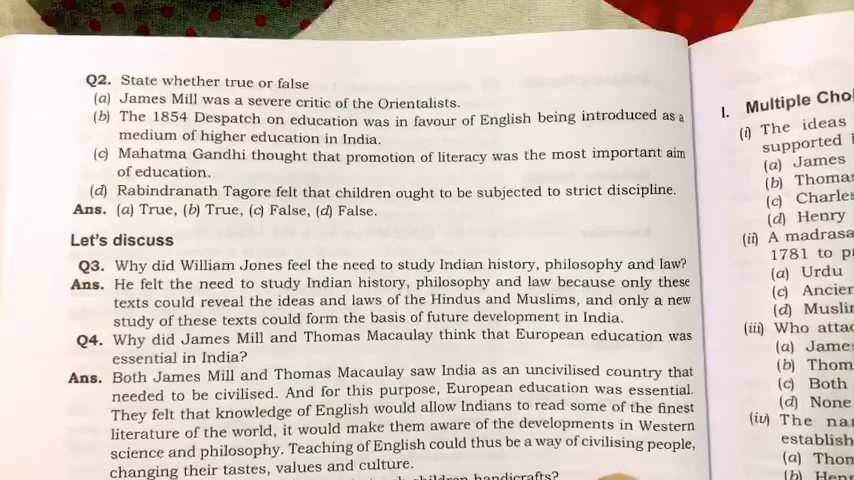 Q2. State whether true or false
(a) James Mill was a severe critic of the Orientalists.
(b) The 1854 Despatch on education was in favour of English being introduced as a
medium of higher education in India.
(c) Mahatma Gandhi thought that promotion of literacy was the most important aim
of education.
(d) Rabindranath Tagore felt that children ought to be subjected to strict discipline.
Ans. (a) True, (b) True, (c) False, (d) False.
Let's discuss
Q3. Why did William Jones feel the need to study Indian history, philosophy and law?
Ans. He felt the need to study Indian history, philosophy and law because only these
texts could reveal the ideas and laws of the Hindus and Muslims, and only a new
study of these texts could form the basis of future development in India.
Q4. Why did James Mill and Thomas Macaulay think that European education was
essential in India?
Ans. Both James Mill and Thomas Macaulay saw India as an uncivilised country that
needed to be civilised. And for this purpose, European education was essential.
They felt that knowledge of English would allow Indians to read some of the finest
literature of the world, it would make them aware of the developments in Western
science and philosophy. Teaching of English could thus be a way of civilising people,
changing their tastes, values and culture.
children handicrafts?
I. Multiple Cho
(i) The ideas
supported
(a) James
(b) Thomas
(c) Charles
(d) Henry
(ii) A madrasa
1781 to p
(a) Urdu
(c) Ancien
(d) Muslim
(iii) Who attac
(a) James
(b) Thom
(c) Both
(d) None
(iv) The na
establish
(a) Thom
(b) Henr